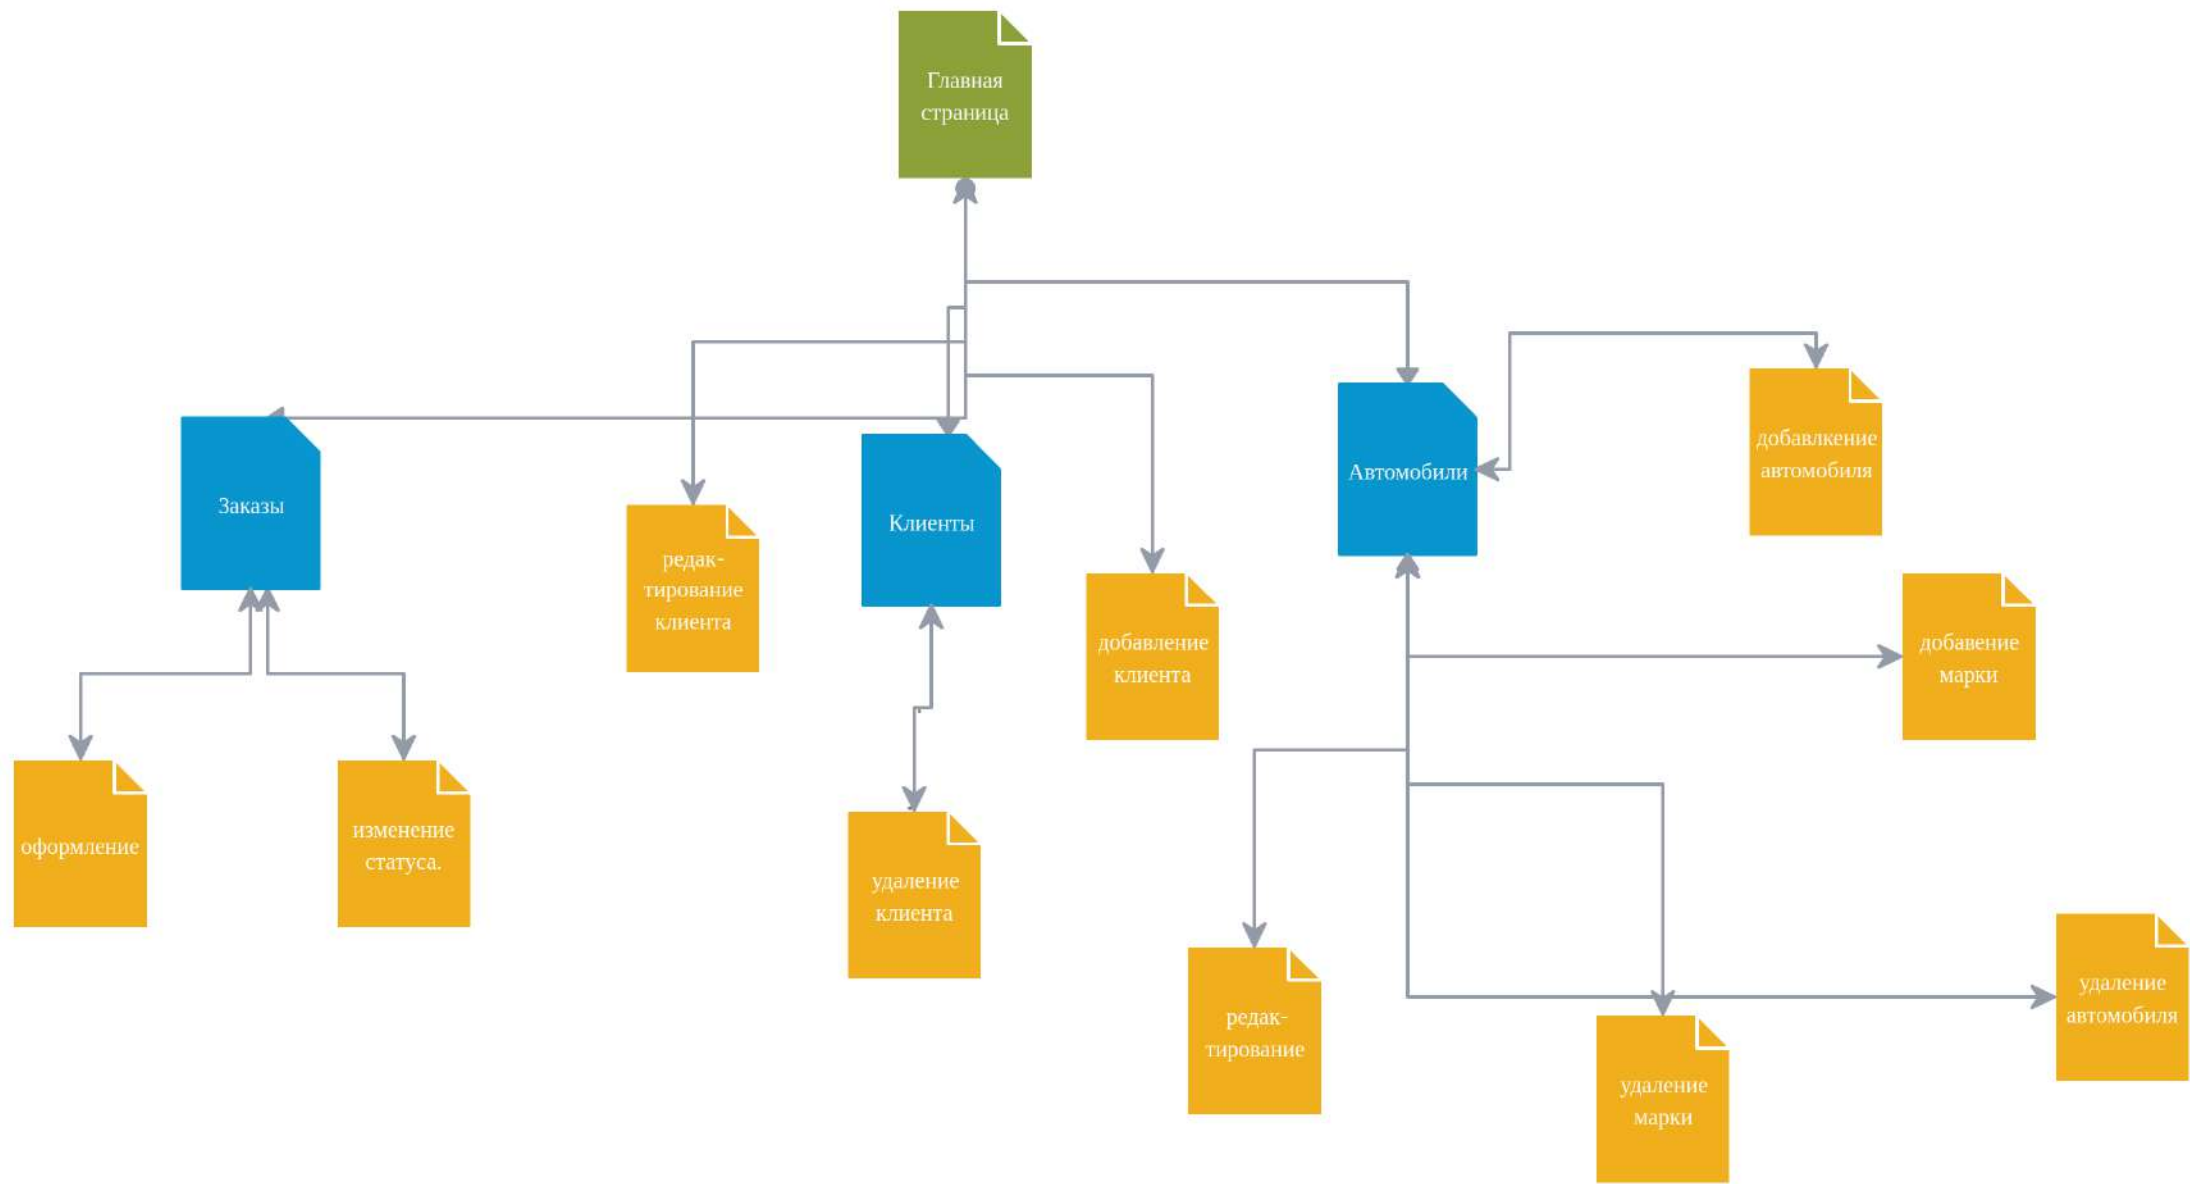 Главная
страница
Заказы
редак-
тирование
клиента
Клиенты
добавление
клиента
Автомобили
добавлкение
автомобиля
добавение
марки
оформление
изменение
статуса.
удаление
клиента
редак-
тирование
удаление
марки
удаление
автомобиля